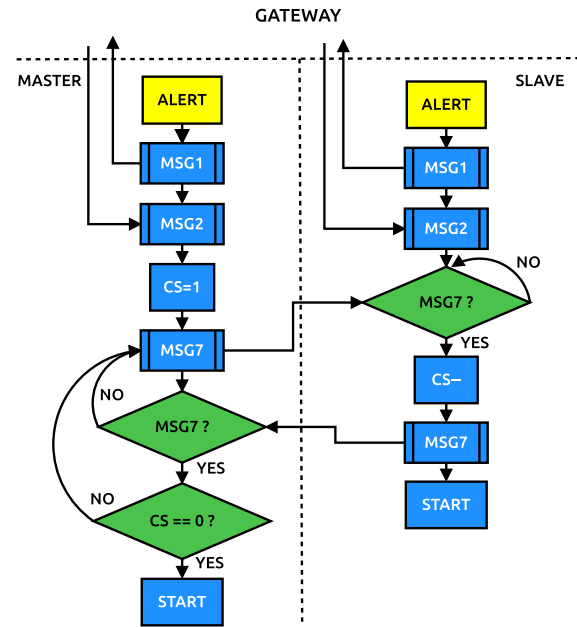 GATEWAY
MASTER
SLAVE
ALERT
MSG1
MSG2
CS=1
MSG7
NO
MSG7 ?
YES
NO
CS == 0 ?
YES
START
ALERT
MSG1
MSG2
NO
MSG7 ?
YES
CS–
MSG7
START